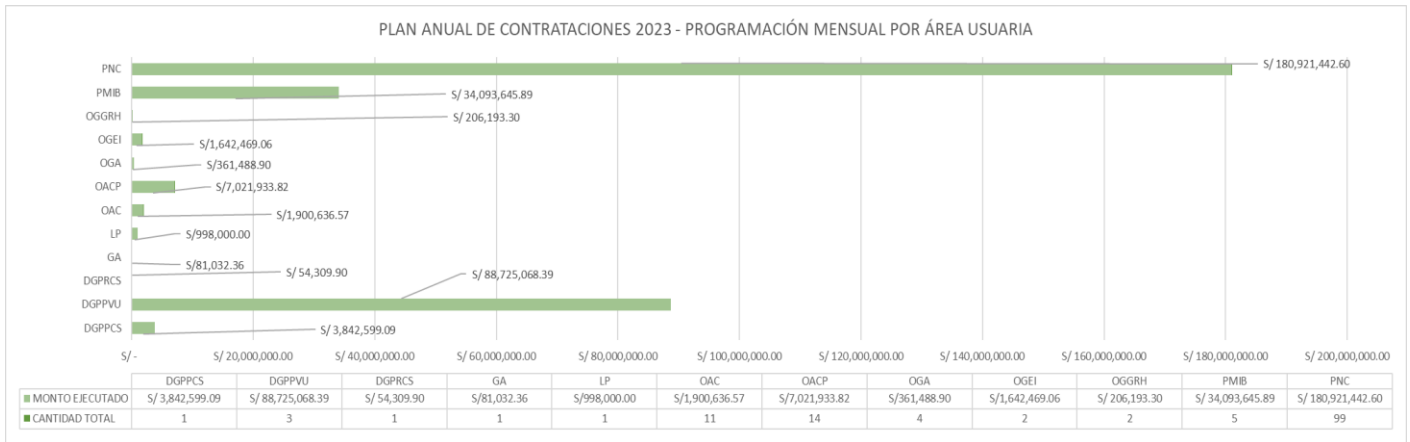 PLAN ANUAL DE CONTRATACIONES 2023 - PROGRAMACIÓN MENSUAL POR ÁREA USUARIA
PNC S/ 180,921,442.60
PMIB S/ 34,093,645.89
OGGRH S/ 206,193.30
OGEI S/1,642,469.06
OGA S/361,488.90
OACP S/7,021,933.82
OAC S/1,900,636.57
LP S/998,000.00
GA S/81,032.36
DGPRCS S/ 54,309.90
DGPPVU S/ 88,725,068.39
DGPPCS S/ 3,842,599.09
S/ - S/ 20,000,000.00 S/ 40,000,000.00 S/ 60,000,000.00 S/ 80,000,000.00 S/ 100,000,000.00 S/ 120,000,000.00 S/ 140,000,000.00 S/ 160,000,000.00 S/ 180,000,000.00 S/ 200,000,000.00
DGPPCS DGPPVU DGPRCS GA LP OAC OACP OGA OGEI OGGRH PMIB PNC
MONTO EJECUTADO S/ 3,842,599.09 S/ 88,725,068.39 S/ 54,309.90 S/81,032.36 S/998,000.00 S/1,900,636.57 S/7,021,933.82 S/361,488.90 S/1,642,469.06 S/ 206,193.30 S/ 34,093,645.89 S/ 180,921,442.60
CANTIDAD TOTAL 1 3 1 1 1 11 14 4 2 2 5 99